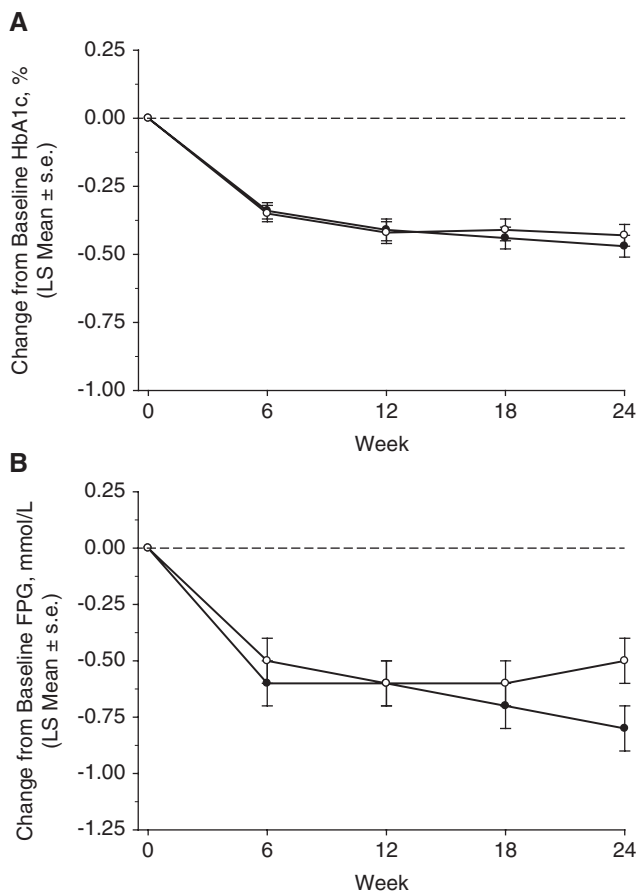 A
Change from Baseline HbA1c, %
(LS Mean ± s.e.)
0.25
0.00
-0.25
-0.50
-0.75
-1.00
0 6 12 18 24
Week
B
Change from Baseline FPG, mmol/L
(LS Mean ± s.e.)
0.25
0.00
-0.25
-0.50
-0.75
-1.00
-1.25
0 6 12 18 24
Week